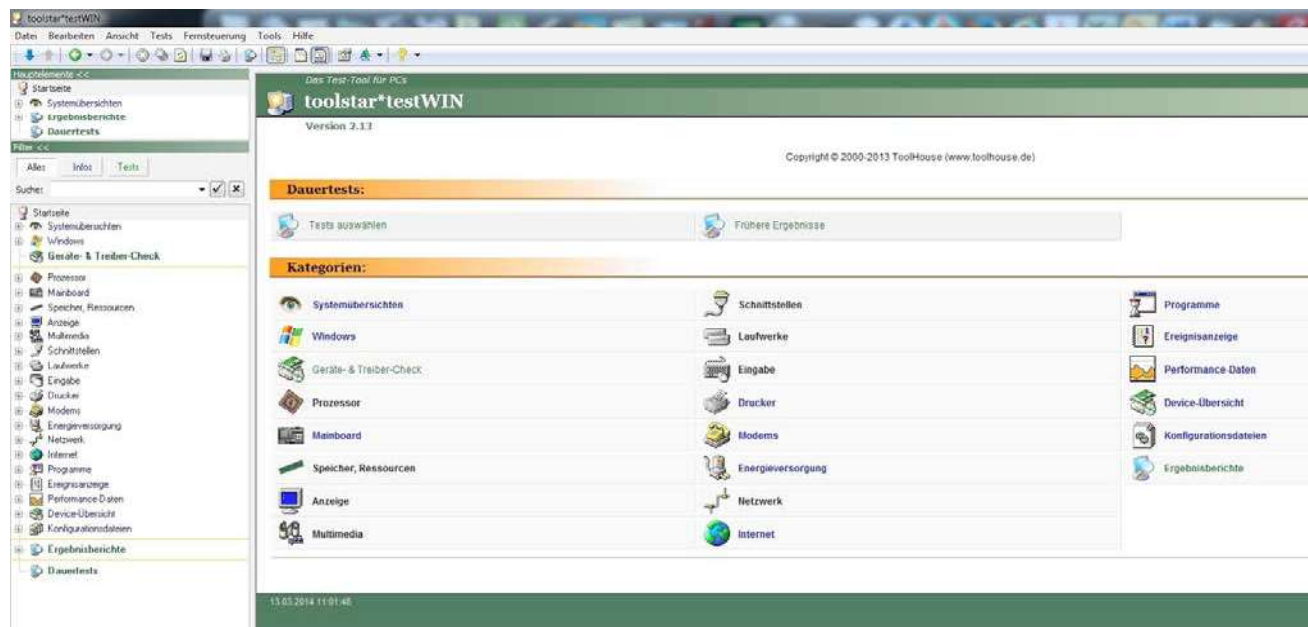 toolstar*testWIN
Datei Bearbeiten Ansicht Tests Fernsteuerung Tools Hilfe
Hauptelemente <<
Startseite
Systemübersichten
Ergebnisberichte
Dauertests
Filter <<
Alles Infos Tests
Suche:
Startseite
Systemübersichten
Windows
Geräte- & Treiber-Check
Prozessor
Mainboard
Speicher, Ressourcen
Anzeige
Multimedia
Schnittstellen
Laufwerke
Eingabe
Drucker
Modems
Energieversorgung
Netzwerk
Internet
Programme
Ereignisanzeige
Performance-Daten
Device-Übersicht
Konfigurationsdateien
Ergebnisberichte
Dauertests
Das Test-Tool für PCs
toolstar*testWIN
Version 2.13
Copyright © 2000-2013 ToolHouse (www.toolhouse.de)
Dauertests:
Tests auswählen Frühere Ergebnisse
Kategorien:
Systemübersichten Schnittstellen Programme
Windows Laufwerke Ereignisanzeige
Geräte- & Treiber-Check Eingabe Performance-Daten
Prozessor Drucker Device-Übersicht
Mainboard Modems Konfigurationsdateien
Speicher, Ressourcen Energieversorgung Ergebnisberichte
Anzeige Netzwerk
Multimedia Internet
13.03.2014 11:01:48